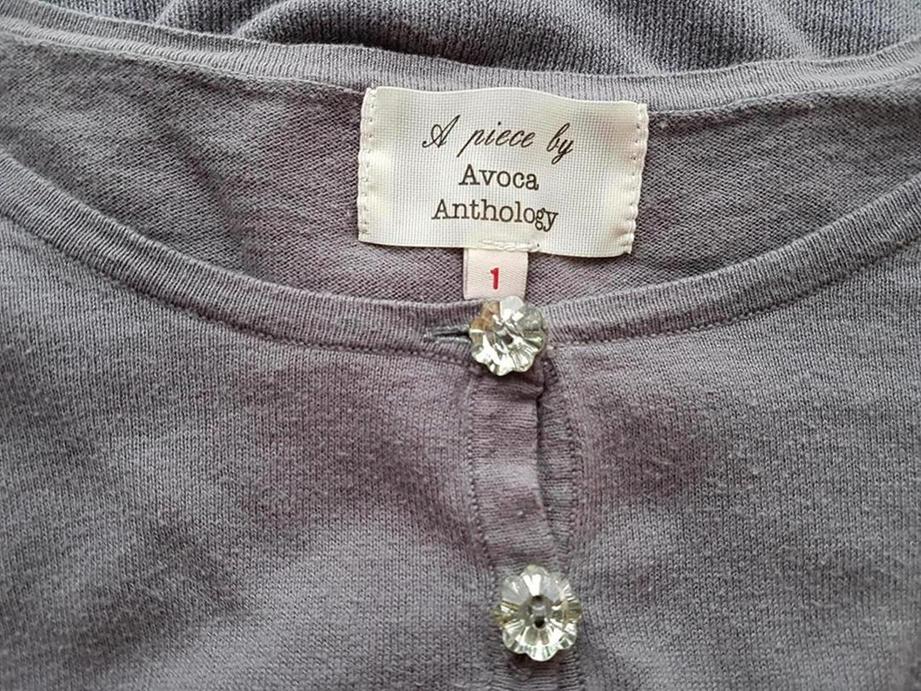 A piece by
Avoca
Anthology
1